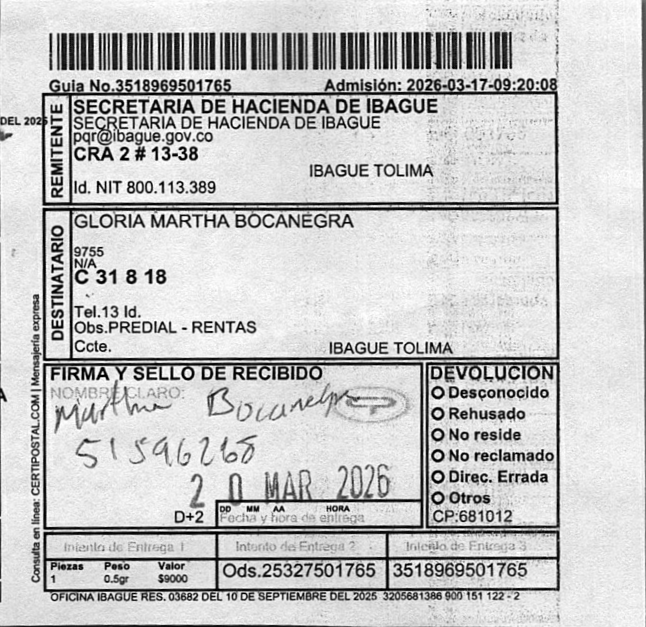 Guia No.3518969501765 Admisión: 2026-03-17-09:20:08
DEL 2025
REMITENTE
SECRETARIA DE HACIENDA DE IBAGUE
SECRETARIA DE HACIENDA DE IBAGUE
pqr@ibague.gov.co
CRA 2 # 13-38
IBAGUE TOLIMA
Id. NIT 800.113.389
DESTINATARIO
GLORIA MARTHA BOCANEGRA
9755
N/A
C 31 8 18
Tel.13 Id.
Obs.PREDIAL - RENTAS
Ccte. IBAGUE TOLIMA
Consulta en línea: CERTIPOSTAL.COM | Mensajería expresa
FIRMA Y SELLO DE RECIBIDO
NOMBRE CLARO:
Martha Bocanegra
51596268
20 MAR 2026
D+2
DD MM AA HORA
Fecha y hora de entrega
DEVOLUCION
Desconocido
Rehusado
No reside
No reclamado
Direc. Errada
Otros
CP:681012
Intento de Entrega 1 Intento de Entrega 2 Intento de Entrega 3
Piezas Peso Valor
1 0.5gr $9000
Ods.25327501765 3518969501765
OFICINA IBAGUE RES. 03682 DEL 10 DE SEPTIEMBRE DEL 2025 3205681386 900 151 122 - 2